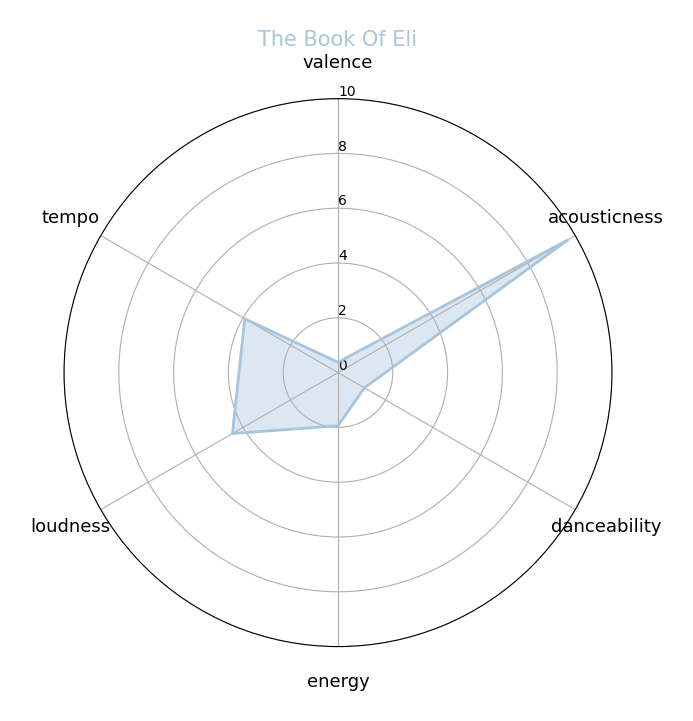 The Book Of Eli
valence
10
8
6
4
2
0
tempo
acousticness
loudness
danceability
energy